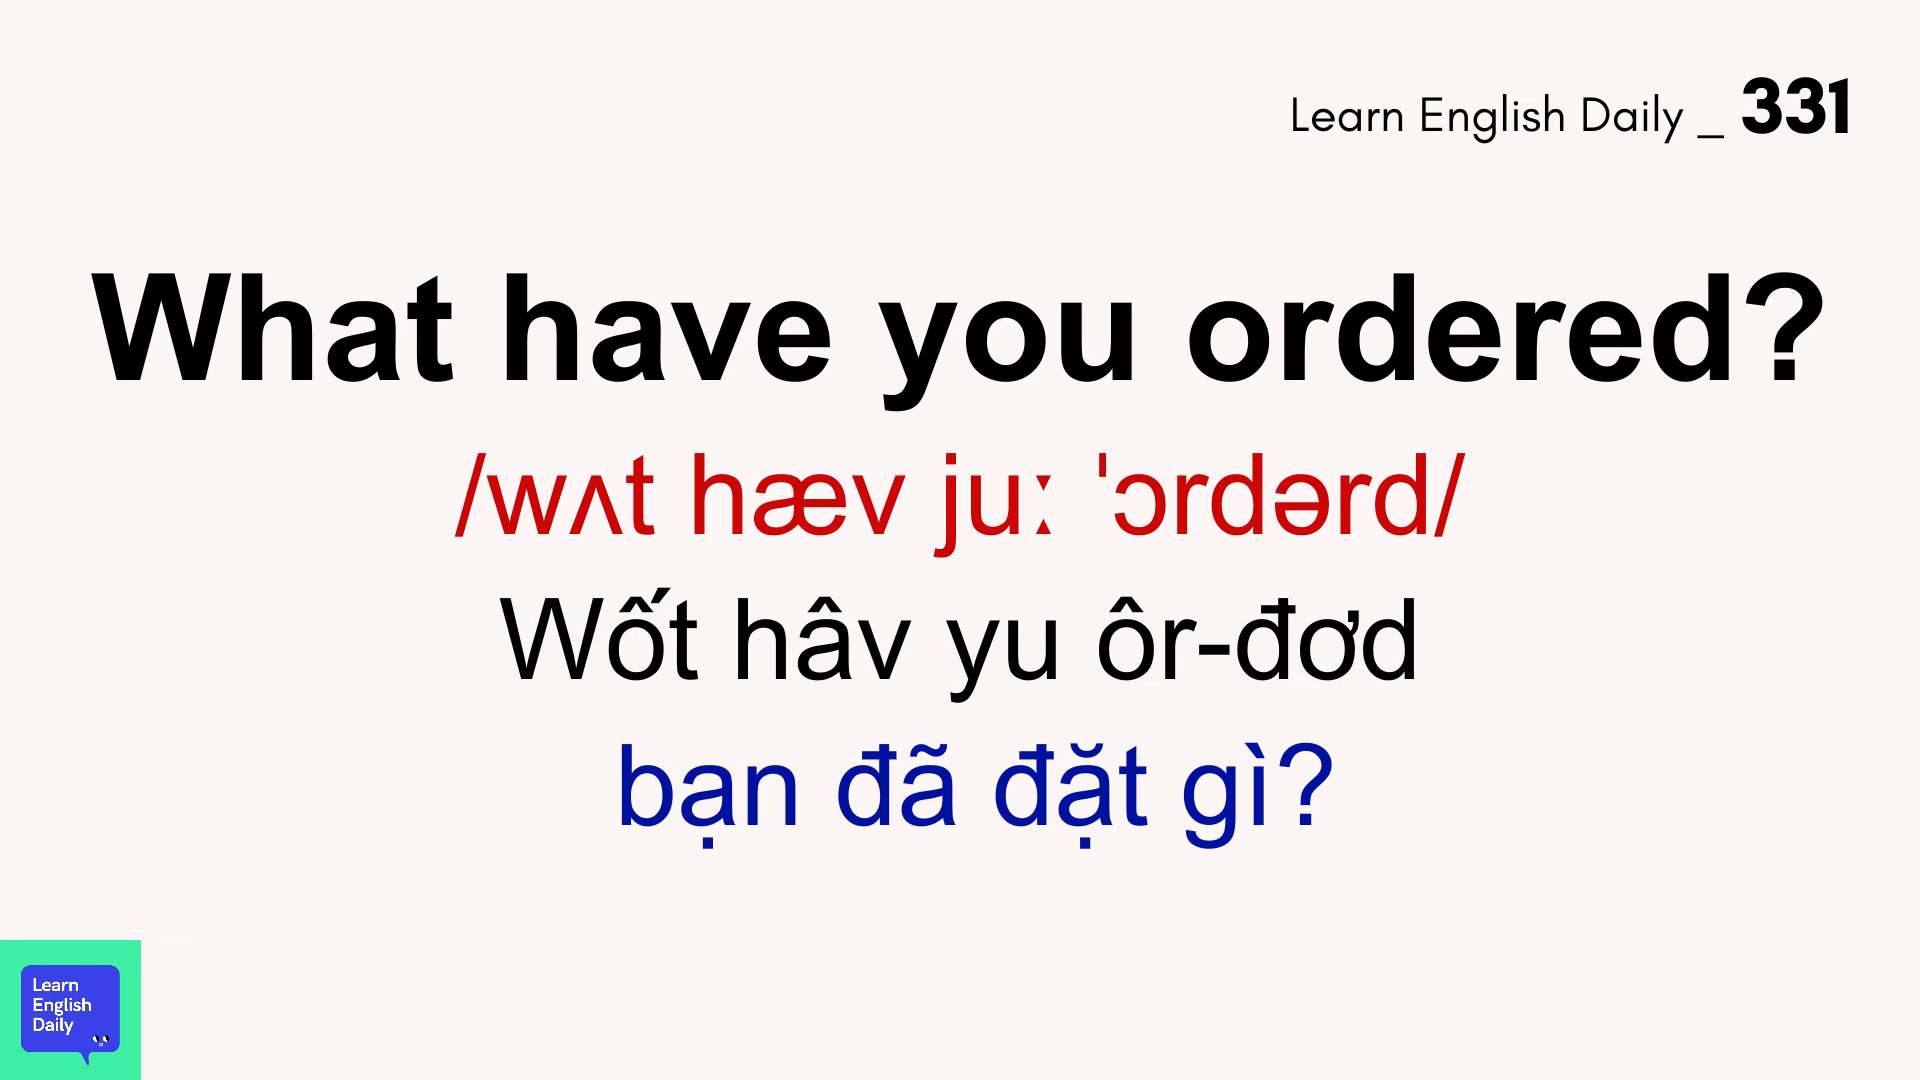 Learn English Daily _ 331
What have you ordered?
/wʌt hæv juː ˈɔrdərd/
Wốt hâv yu ôr-đơd
bạn đã đặt gì?
Learn
English
Daily